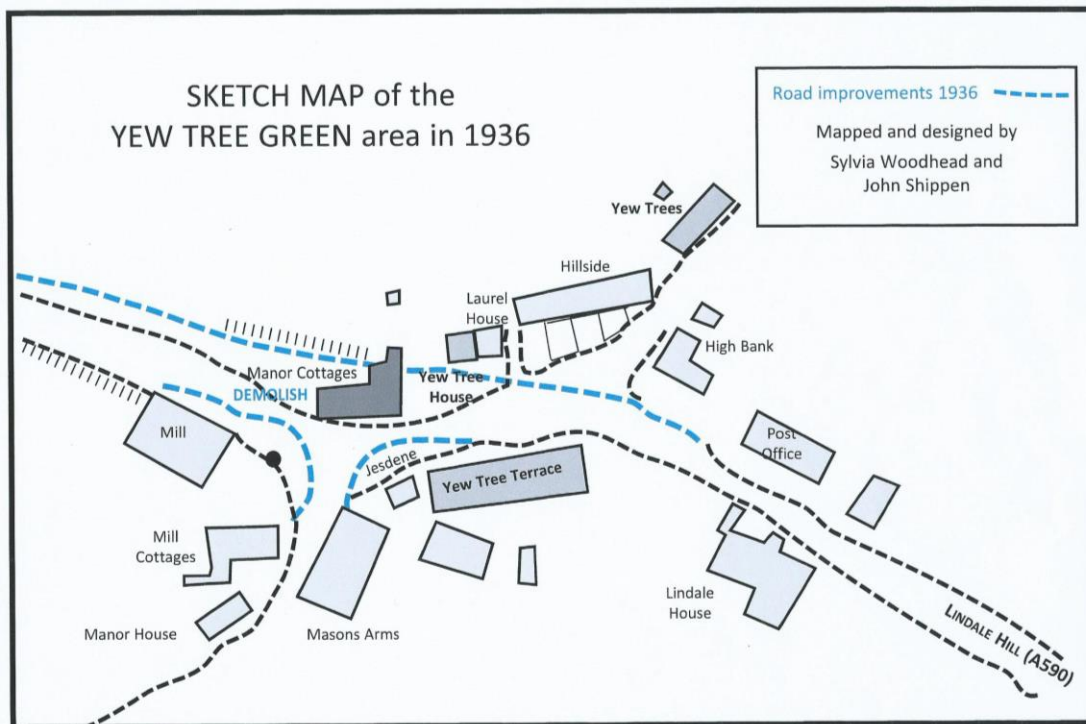 SKETCH MAP of the
YEW TREE GREEN area in 1936
Road improvements 1936
Mapped and designed by
Sylvia Woodhead and
John Shippen
Yew Trees
Hillside
Laurel
House
High Bank
Manor Cottages
DEMOLISH
Yew Tree
House
Mill
Jesdene
Yew Tree Terrace
Post
Office
Mill
Cottages
Manor House
Masons Arms
Lindale
House
LINDALE HILL (A590)